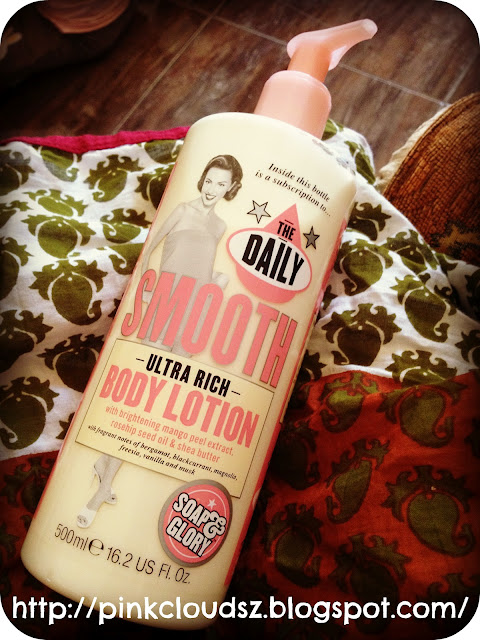 Inside this bottle
is a subscription to...
THE
DAILY
SMOOTH
—ULTRA RICH—
BODY LOTION
with brightening mango peel extract,
rosehip seed oil & shea butter
with fragrant notes of bergamot, blackcurrant, magnolia,
freesia, vanilla and musk
SOAP &
GLORY
500ml e 16.2 US Fl. Oz.
http://pinkcloudsz.blogspot.com/